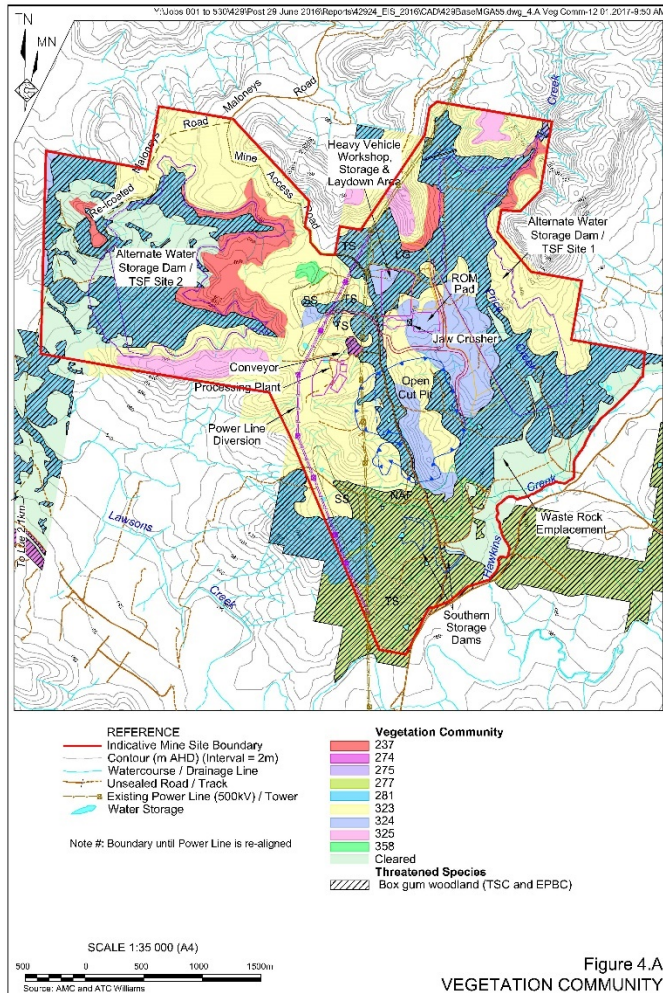 Y:\Jobs 001 to 530\429\Post 29 June 2016\Reports\42924_EIS_2016\CAD\429BaseMGA55.dwg_4.A Veg Comm-12.01.2017-9:50 AM
TN
MN
Maloneys
Road
Creek
Road
Maloneys
Re-located
Mine
Access
Road
Heavy Vehicle
Workshop,
Storage &
Laydown Area
Alternate Water
Storage Dam /
TSF Site 1
Alternate Water
Storage Dam /
TSF Site 2
TS
LG
ROM
Pad
SS
TS
TS
Jaw Crusher
Creek
Creek
Conveyor
Processing Plant
Open
Cut Pit
Power Line
Diversion
SS
NAF
Creek
Waste Rock
Emplacement
Lawsons
Hawkins
To Lue 2.1km
Creek
TS
Southern
Storage
Dams
REFERENCE
Indicative Mine Site Boundary
Contour (m AHD) (Interval = 2m)
Watercourse / Drainage Line
Unsealed Road / Track
Existing Power Line (500kV) / Tower
Water Storage
Note #: Boundary until Power Line is re-aligned
Vegetation Community
237
274
275
277
281
323
324
325
358
Cleared
Threatened Species
Box gum woodland (TSC and EPBC)
SCALE 1:35 000 (A4)
500 0 500 1000 1500m
Source: AMC and ATC Williams
Figure 4.A
VEGETATION COMMUNITY